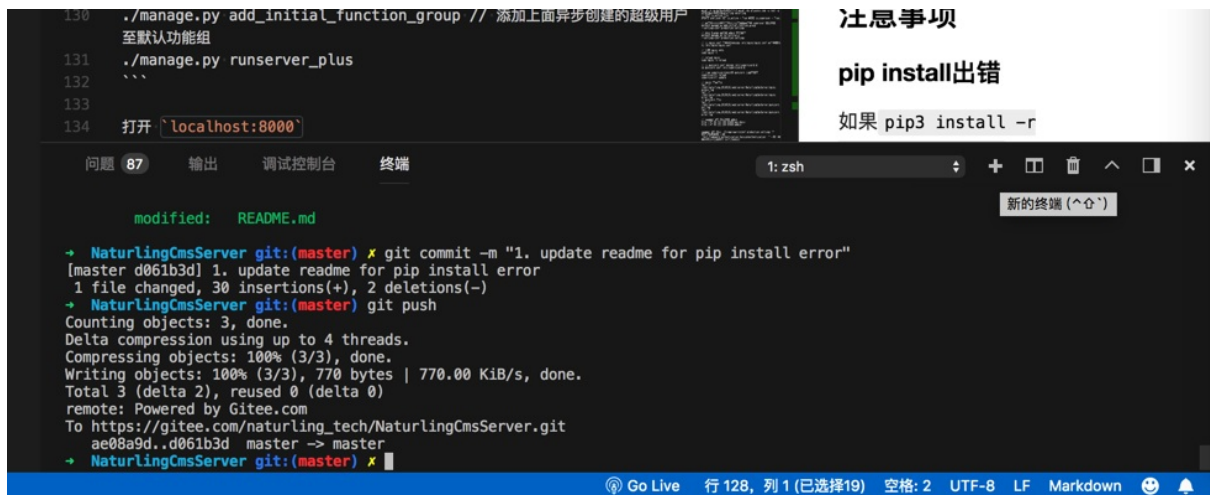 130 ./manage.py add_initial_function_group // 添加上面异步创建的超级用户
至默认功能组
131 ./manage.py runserver_plus
132 ```
133
134 打开 `localhost:8000`
注意事项
pip install出错
如果 pip3 install -r
问题 87 输出 调试控制台 终端 1: zsh
新的终端 (^⇧`)
modified: README.md
→ NaturlingCmsServer git:(master) ✗ git commit -m "1. update readme for pip install error"
[master d061b3d] 1. update readme for pip install error
1 file changed, 30 insertions(+), 2 deletions(-)
→ NaturlingCmsServer git:(master) git push
Counting objects: 3, done.
Delta compression using up to 4 threads.
Compressing objects: 100% (3/3), done.
Writing objects: 100% (3/3), 770 bytes | 770.00 KiB/s, done.
Total 3 (delta 2), reused 0 (delta 0)
remote: Powered by Gitee.com
To https://gitee.com/naturling_tech/NaturlingCmsServer.git
ae08a9d..d061b3d master -> master
→ NaturlingCmsServer git:(master) ✗
Go Live 行 128，列 1 (已选择19) 空格: 2 UTF-8 LF Markdown